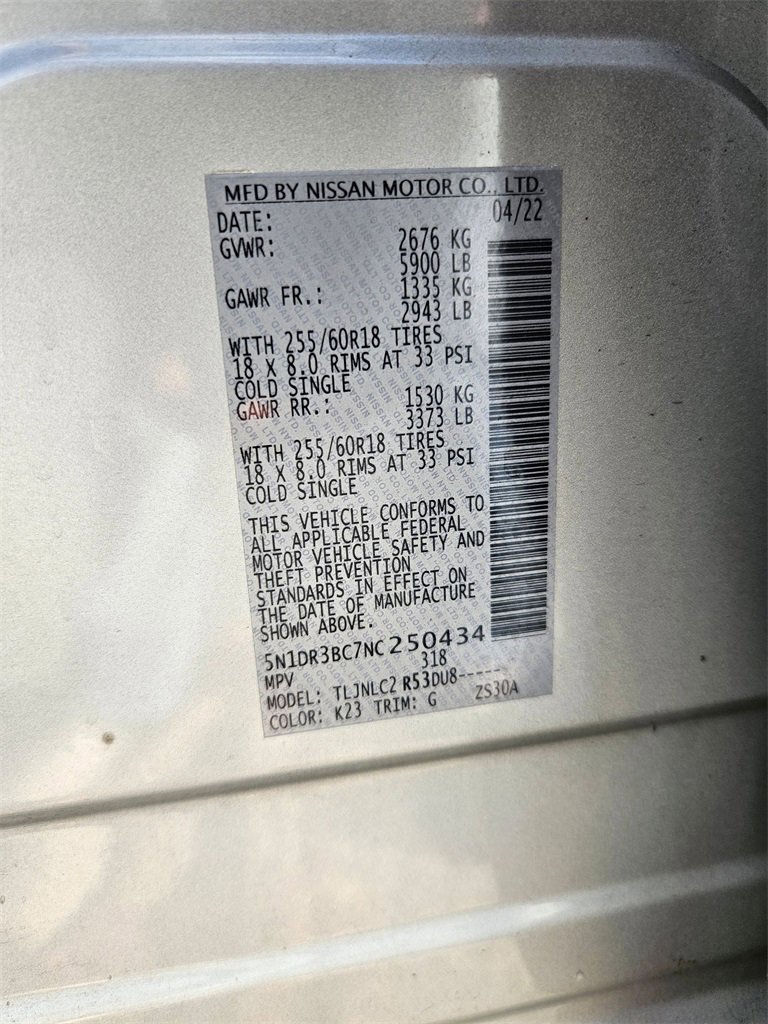 MFD BY NISSAN MOTOR CO., LTD.
DATE: 04/22
GVWR: 2676 KG
5900 LB
GAWR FR.: 1335 KG
2943 LB
WITH 255/60R18 TIRES
18 X 8.0 RIMS AT 33 PSI
COLD SINGLE
GAWR RR.: 1530 KG
3373 LB
WITH 255/60R18 TIRES
18 X 8.0 RIMS AT 33 PSI
COLD SINGLE
THIS VEHICLE CONFORMS TO
ALL APPLICABLE FEDERAL
MOTOR VEHICLE SAFETY AND
THEFT PREVENTION
STANDARDS IN EFFECT ON
THE DATE OF MANUFACTURE
SHOWN ABOVE.
5N1DR3BC7NC250434
MPV 318
MODEL: TLJNLC2 R53DU8-----
COLOR: K23 TRIM: G ZS30A